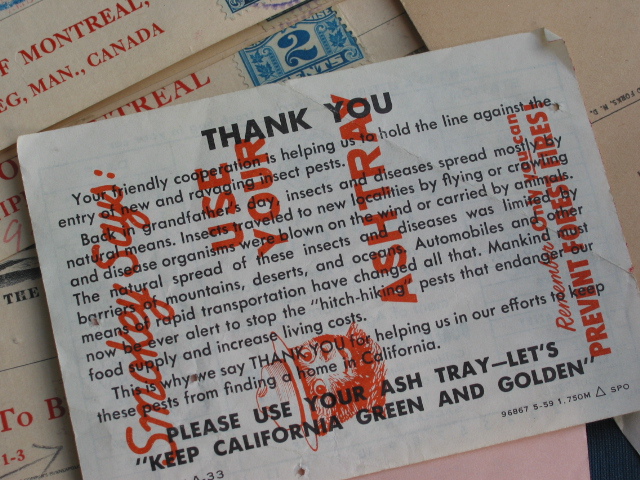 OF MONTREAL,
EG, MAN., CANADA
MONTREAL
2
CENTS
THE
TO B
1-3
THANK YOU
Your friendly cooperation is helping us to hold the line against the
entry of new and ravaging insect pests.
Back in grandfather's day, insects and diseases spread mostly by
natural means. Insects traveled to new localities by flying or crawling
and disease organisms were blown on the wind or carried by animals.
The natural spread of these insects and diseases was limited by
barriers of mountains, deserts, and oceans. Automobiles and other
means of rapid transportation have changed all that. Mankind must
now be ever alert to stop the "hitch-hiking" pests that endanger our
food supply and increase living costs.
This is why we say THANK YOU for helping us in our efforts to keep
these pests from finding a home in California.
PLEASE USE YOUR ASH TRAY—LET'S
"KEEP CALIFORNIA GREEN AND GOLDEN"
96867 5-59 1.750M △ SPO
A-33
Smokey Says:
USE
YOUR
ASH TRAY
Remember Only you can
PREVENT FOREST FIRES!